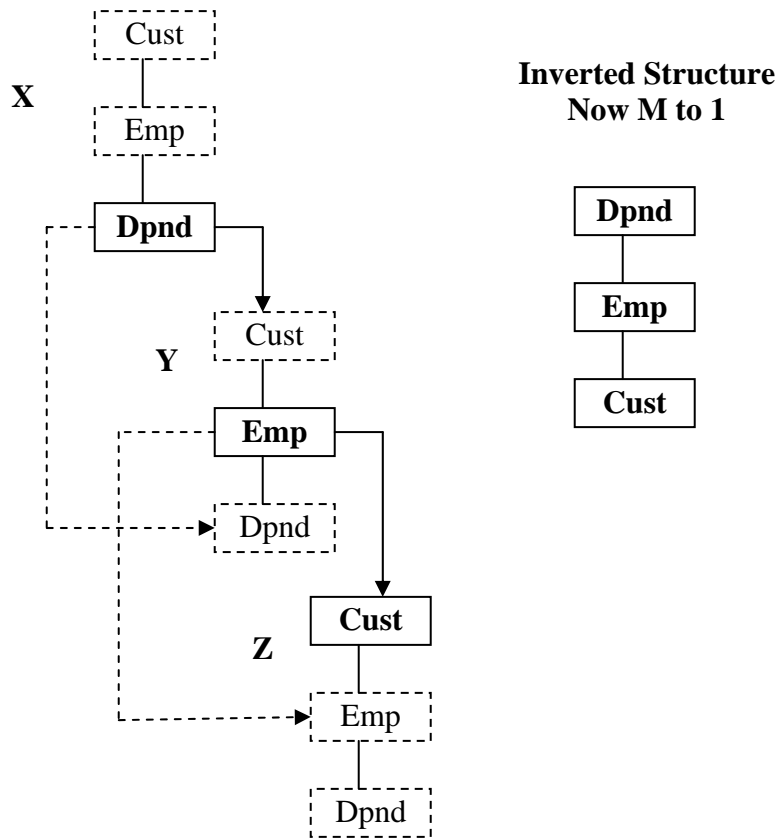 Cust
X
Emp
Dpnd
Cust
Y
Emp
Dpnd
Cust
Z
Emp
Dpnd
Inverted Structure
Now M to 1
Dpnd
Emp
Cust